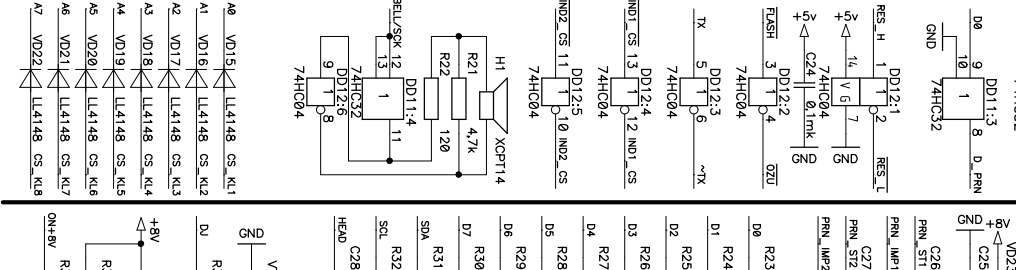 A7 VD22 LL4148 CS_KL8
A6 VD21 LL4148 CS_KL7
A5 VD20 LL4148 CS_KL6
A4 VD19 LL4148 CS_KL5
A3 VD18 LL4148 CS_KL4
A2 VD17 LL4148 CS_KL3
A1 VD16 LL4148 CS_KL2
A0 VD15 LL4148 CS_KL1
9 1 8
DD12:6
74HC04
BELL/SCK
13 12 1 11
DD11:4
74HC32
R22 120
R21 4,7k
H1 XCPT14
IND2_CS 11 1 10 IND2_CS
DD12:5
74HC04
IND1_CS 13 1 12 IND1_CS
DD12:4
74HC04
TX 5 1 6 ~TX
DD12:3
74HC04
FLASH 3 1 4 OZU
DD12:2
74HC04
+5v
C24 0,1mk
GND
+5v
14 V G 7
GND
RES_H 1 1 2 RES_L
DD12:1
74HC04
GND
D0
10 9 1 8 D_PRN
DD11:3
74HC32
ON+8V
+8V
DJ
GND
HEAD C28
SCL R32
SDA R31
D7 R30
D6 R29
D5 R28
D4 R27
D3 R26
D2 R25
D1 R24
D0 R23
PRN_IMP2
PRN_ST2 C27
PRN_IMP1
PRN_ST1 C26
GND C25
+8V